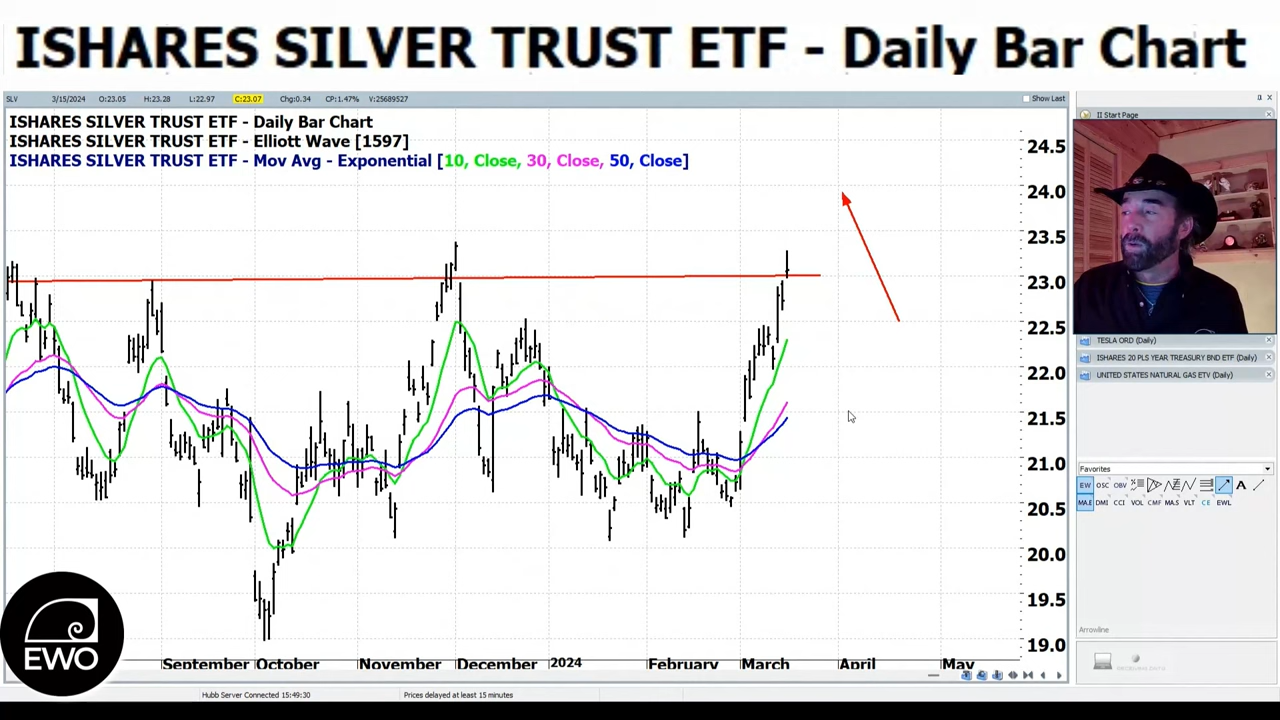 ISHARES SILVER TRUST ETF - Daily Bar Chart
SLV 3/15/2024 O:23.05 H:23.28 L:22.97 C:23.07 Chg:0.34 CP:1.47% V:25689527
Show Last
II Start Page
ISHARES SILVER TRUST ETF - Daily Bar Chart
ISHARES SILVER TRUST ETF - Elliott Wave [1597]
ISHARES SILVER TRUST ETF - Mov Avg - Exponential [10, Close, 30, Close, 50, Close]
24.5
24.0
23.5
23.0
22.5
22.0
21.5
21.0
20.5
20.0
19.5
19.0
TESLA ORD (Daily)
ISHARES 20 PLS YEAR TREASURY BND ETF (Daily)
UNITED STATES NATURAL GAS ETV (Daily)
Favorites
EW OSC OBV A
MA.E DMI CCI VOL CMF MA.S VLT CE EWL
Arrowline
EWO
September October November December 2024 February March April May
Hubb Server Connected 15:49:30 Prices delayed at least 15 minutes